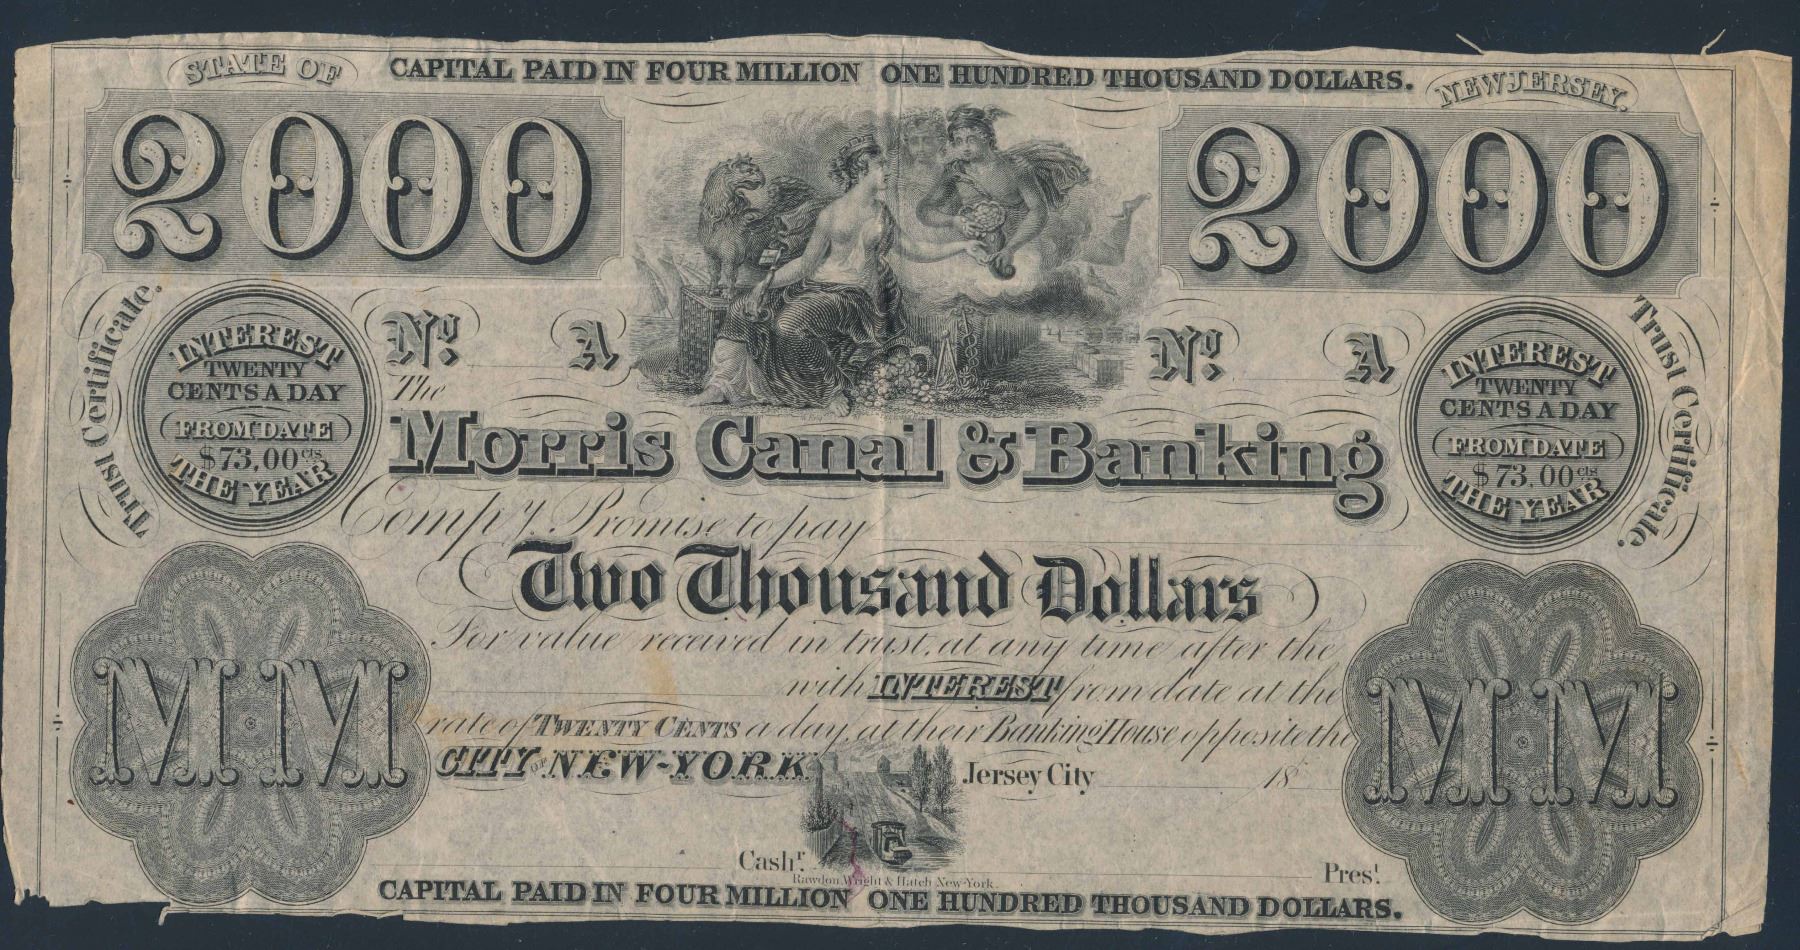 STATE OF CAPITAL PAID IN FOUR MILLION ONE HUNDRED THOUSAND DOLLARS. NEW JERSEY.
2000 2000
Trust Certificate.
INTEREST
TWENTY
CENTS A DAY
FROM DATE
$73,00 cts
THE YEAR
No. A No. A
INTEREST
TWENTY
CENTS A DAY
FROM DATE
$73.00 cts
THE YEAR
Trust Certificate.
The
Morris Canal & Banking
Compy. Promise to pay
Two Thousand Dollars
For value received in trust, at any time after the
with INTEREST from date at the
rate of TWENTY CENTS a day, at their Banking House opposite the
CITY OF NEW-YORK Jersey City 18
MM MM
Cashr. Prest.
Rawdon, Wright & Hatch New-York.
CAPITAL PAID IN FOUR MILLION ONE HUNDRED THOUSAND DOLLARS.